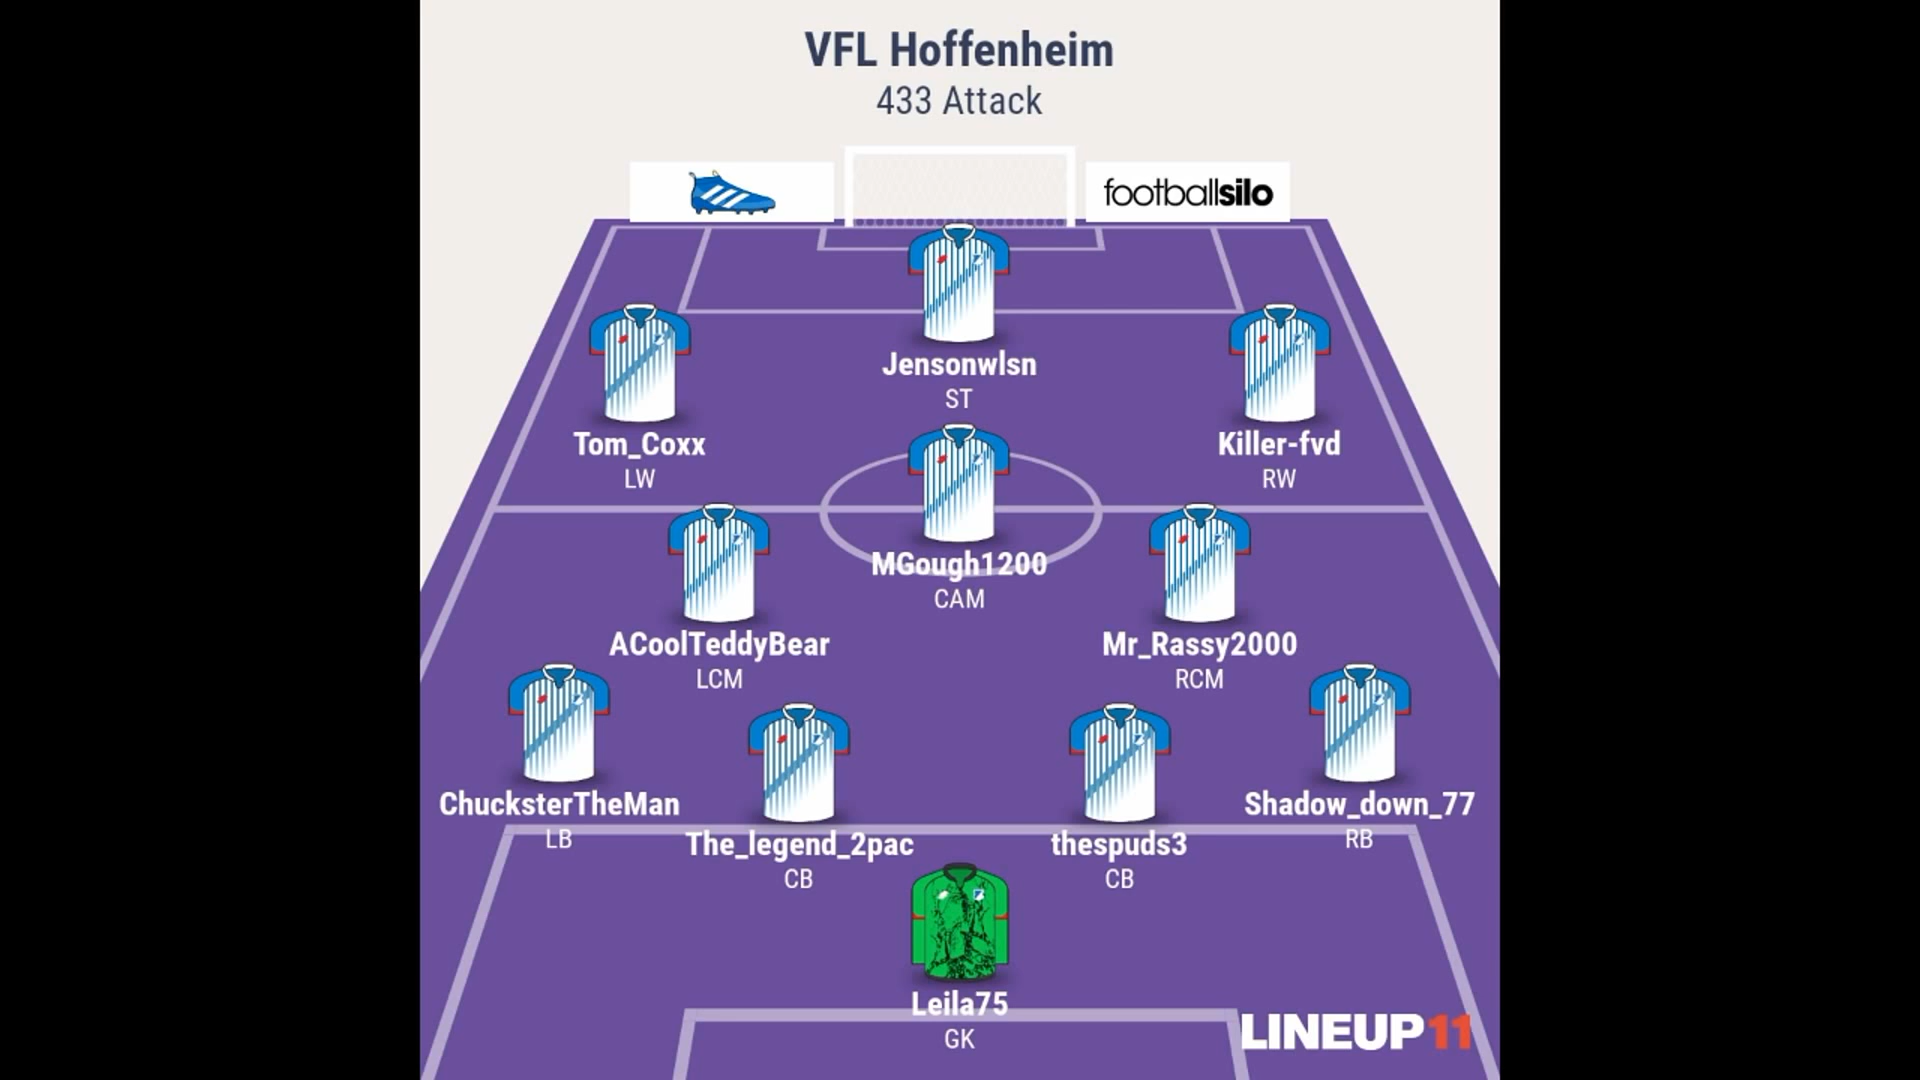 VFL Hoffenheim
433 Attack
footballsilo
Jensonwlsn
ST
Tom_Coxx
LW
Killer-fvd
RW
MGough1200
CAM
ACoolTeddyBear
LCM
Mr_Rassy2000
RCM
ChucksterTheMan
LB
Shadow_down_77
RB
The_legend_2pac
CB
thespuds3
CB
Leila75
GK
LINEUP11